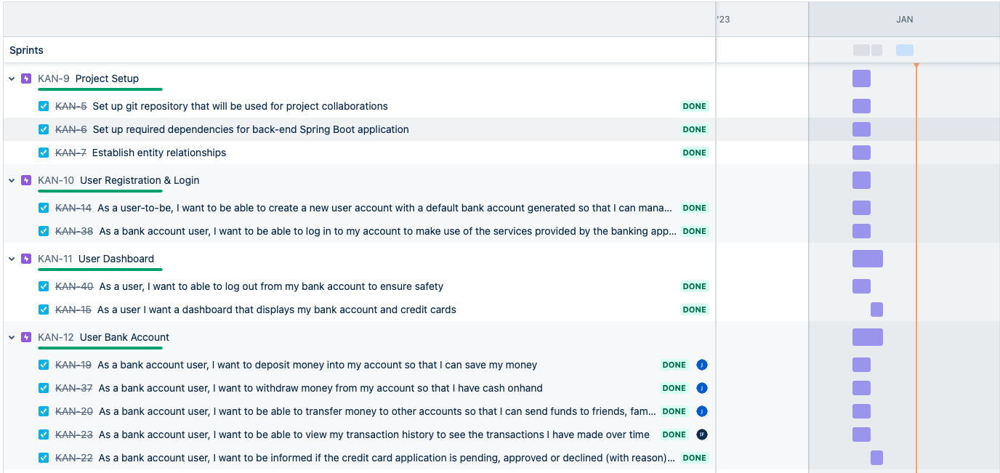 '23 JAN
Sprints
KAN-9 Project Setup
KAN-5 Set up git repository that will be used for project collaborations DONE
KAN-6 Set up required dependencies for back-end Spring Boot application DONE
KAN-7 Establish entity relationships DONE
KAN-10 User Registration & Login
KAN-14 As a user-to-be, I want to be able to create a new user account with a default bank account generated so that I can mana... DONE
KAN-38 As a bank account user, I want to be able to log in to my account to make use of the services provided by the banking app... DONE
KAN-11 User Dashboard
KAN-40 As a user, I want to able to log out from my bank account to ensure safety DONE
KAN-15 As a user I want a dashboard that displays my bank account and credit cards DONE
KAN-12 User Bank Account
KAN-19 As a bank account user, I want to deposit money into my account so that I can save my money DONE J
KAN-37 As a bank account user, I want to withdraw money from my account so that I have cash onhand DONE J
KAN-20 As a bank account user, I want to be able to transfer money to other accounts so that I can send funds to friends, fam... DONE J
KAN-23 As a bank account user, I want to be able to view my transaction history to see the transactions I have made over time DONE IF
KAN-22 As a bank account user, I want to be informed if the credit card application is pending, approved or declined (with reason)... DONE